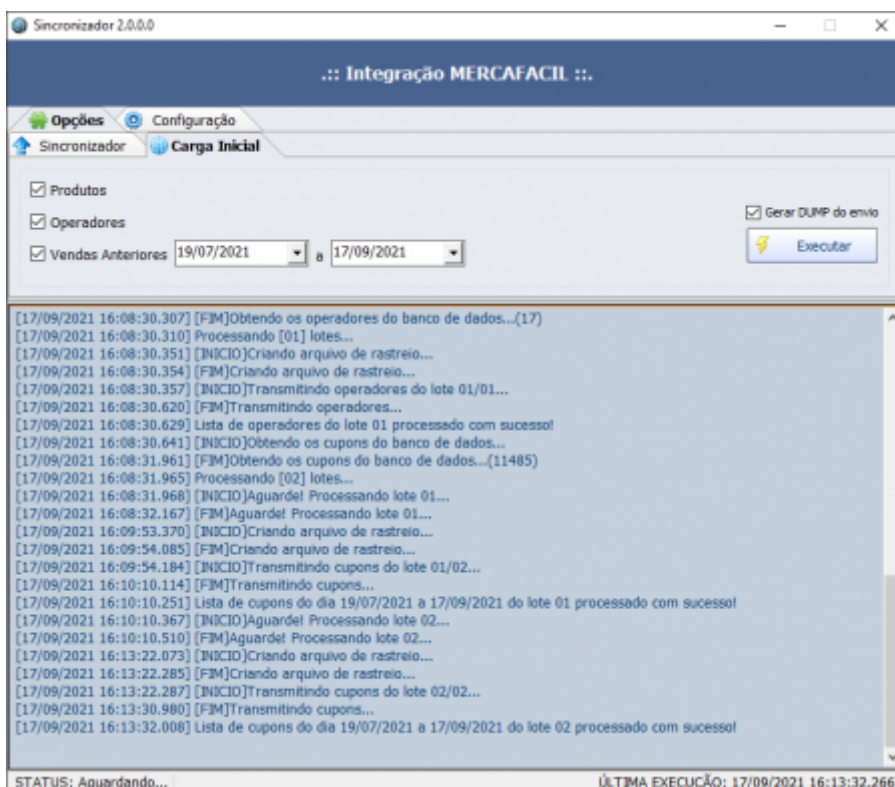 Sincronizador 2.0.0.0
.:: Integração MERCAFACIL ::.
Opções Configuração
Sincronizador Carga Inicial
Produtos
Operadores
Gerar DUMP do envio
Vendas Anteriores 19/07/2021 a 17/09/2021
Executar
[17/09/2021 16:08:30.307] [FIM]Obtendo os operadores do banco de dados...(17)
[17/09/2021 16:08:30.310] Processando [01] lotes...
[17/09/2021 16:08:30.351] [INICIO]Criando arquivo de rastreio...
[17/09/2021 16:08:30.354] [FIM]Criando arquivo de rastreio...
[17/09/2021 16:08:30.357] [INICIO]Transmitindo operadores do lote 01/01...
[17/09/2021 16:08:30.620] [FIM]Transmitindo operadores...
[17/09/2021 16:08:30.629] Lista de operadores do lote 01 processado com sucesso!
[17/09/2021 16:08:30.641] [INICIO]Obtendo os cupons do banco de dados...
[17/09/2021 16:08:31.961] [FIM]Obtendo os cupons do banco de dados...(11485)
[17/09/2021 16:08:31.965] Processando [02] lotes...
[17/09/2021 16:08:31.968] [INICIO]Aguarde! Processando lote 01...
[17/09/2021 16:08:32.167] [FIM]Aguarde! Processando lote 01...
[17/09/2021 16:09:53.370] [INICIO]Criando arquivo de rastreio...
[17/09/2021 16:09:54.085] [FIM]Criando arquivo de rastreio...
[17/09/2021 16:09:54.184] [INICIO]Transmitindo cupons do lote 01/02...
[17/09/2021 16:10:10.114] [FIM]Transmitindo cupons...
[17/09/2021 16:10:10.251] Lista de cupons do dia 19/07/2021 a 17/09/2021 do lote 01 processado com sucesso!
[17/09/2021 16:10:10.367] [INICIO]Aguarde! Processando lote 02...
[17/09/2021 16:10:10.510] [FIM]Aguarde! Processando lote 02...
[17/09/2021 16:13:22.073] [INICIO]Criando arquivo de rastreio...
[17/09/2021 16:13:22.285] [FIM]Criando arquivo de rastreio...
[17/09/2021 16:13:22.287] [INICIO]Transmitindo cupons do lote 02/02...
[17/09/2021 16:13:30.980] [FIM]Transmitindo cupons...
[17/09/2021 16:13:32.008] Lista de cupons do dia 19/07/2021 a 17/09/2021 do lote 02 processado com sucesso!
STATUS: Aguardando... ÚLTIMA EXECUÇÃO: 17/09/2021 16:13:32.266